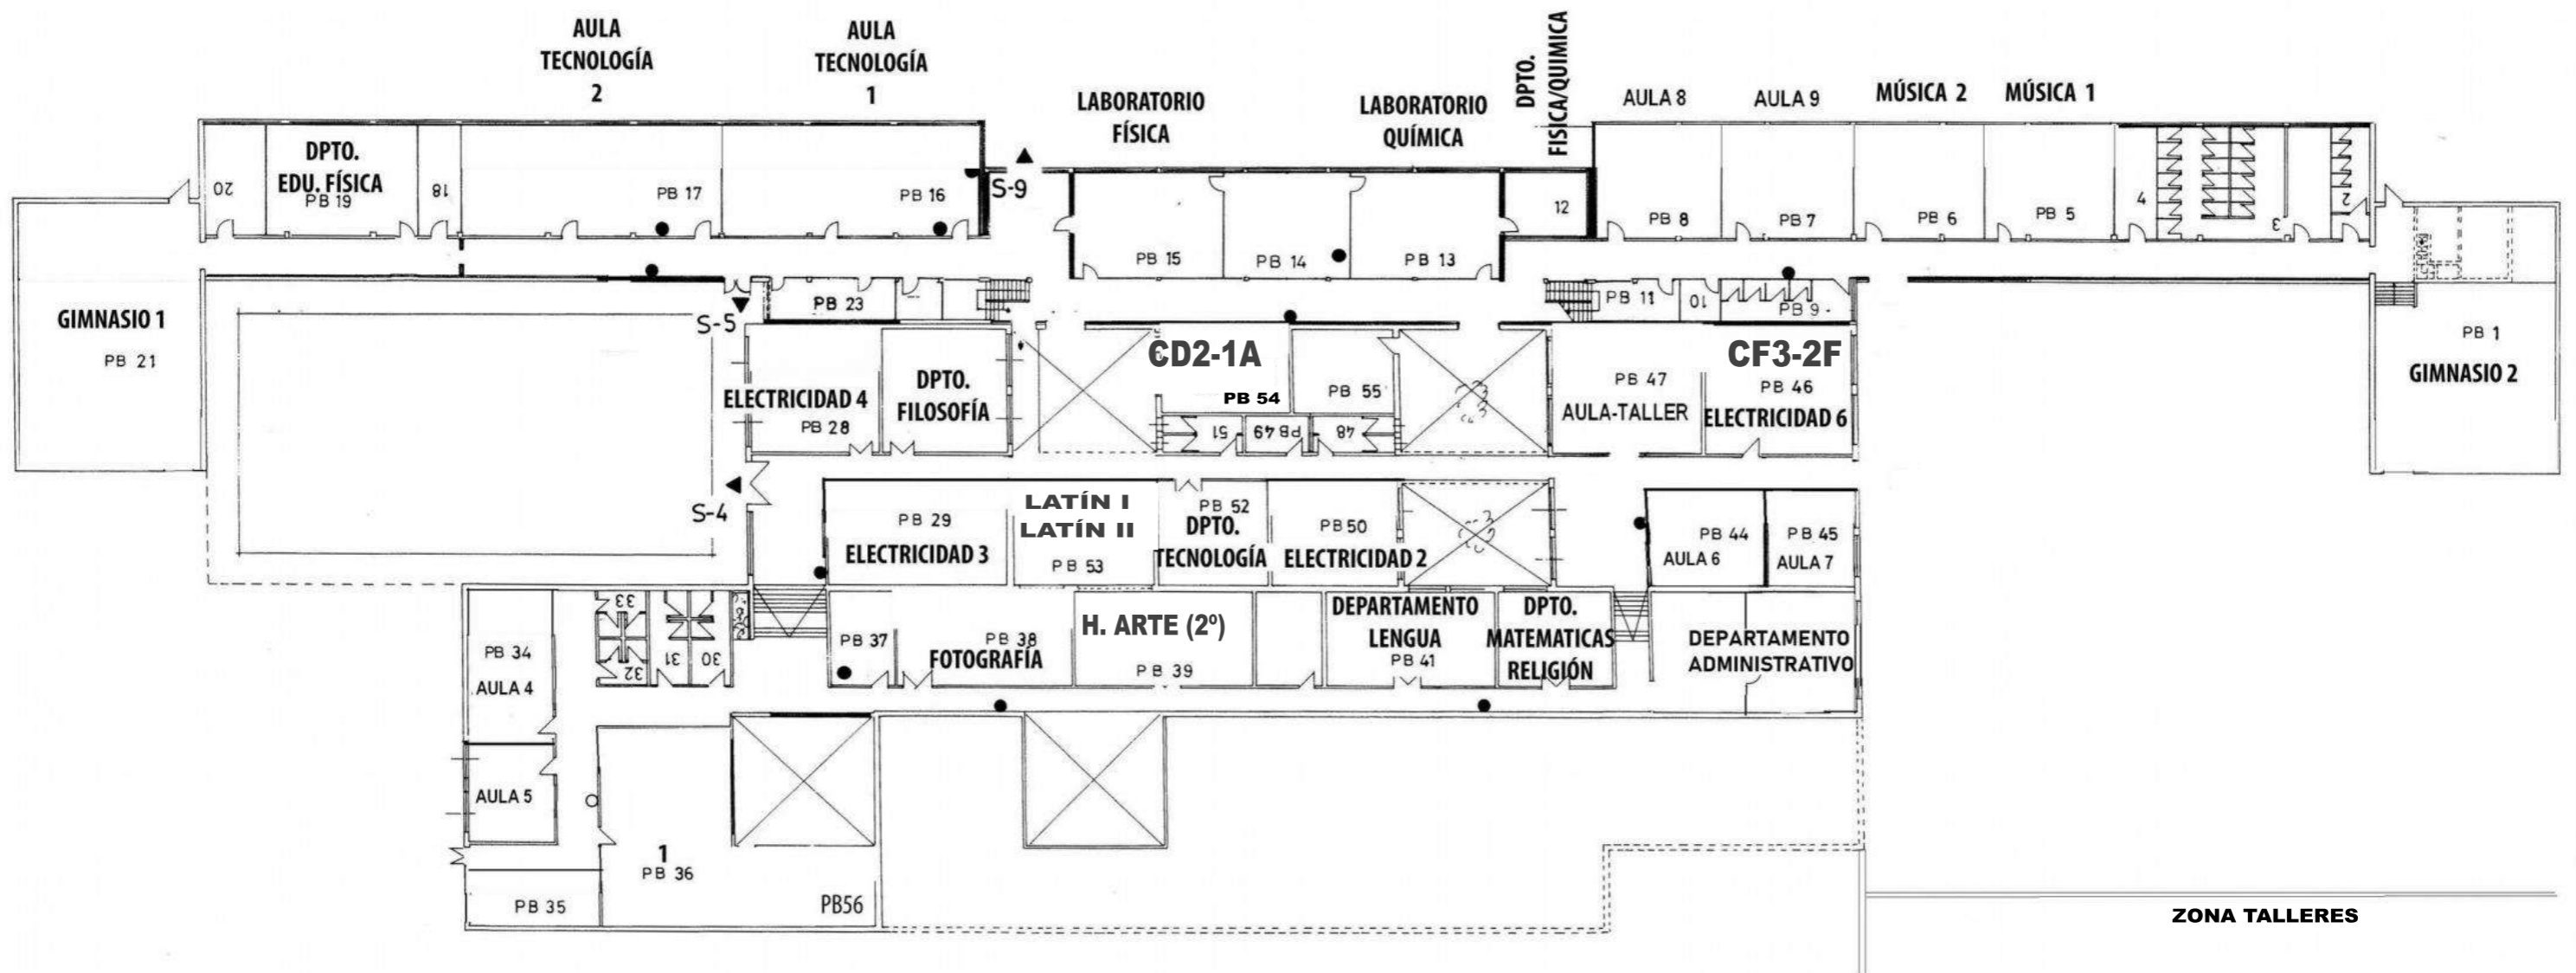 AULA
TECNOLOGÍA
2
AULA
TECNOLOGÍA
1
LABORATORIO
FÍSICA
LABORATORIO
QUÍMICA
DPTO.
FISICA/QUIMICA
AULA 8
AULA 9
MÚSICA 2
MÚSICA 1
20
DPTO.
EDU. FÍSICA
PB 19
18
PB 17
PB 16
S-9
PB 15
PB 14
PB 13
12
PB 8
PB 7
PB 6
PB 5
4
3
2
GIMNASIO 1
PB 21
S-5
PB 23
PB 11
10
PB 9
PB 1
GIMNASIO 2
ELECTRICIDAD 4
PB 28
DPTO.
FILOSOFÍA
CD2-1A
PB 54
PB 55
51
PB 49
48
PB 47
AULA-TALLER
CF3-2F
PB 46
ELECTRICIDAD 6
S-4
PB 29
ELECTRICIDAD 3
LATÍN I
LATÍN II
PB 53
PB 52
DPTO.
TECNOLOGÍA
PB 50
ELECTRICIDAD 2
PB 44
AULA 6
PB 45
AULA 7
PB 34
AULA 4
33
32
31
30
PB 37
PB 38
FOTOGRAFÍA
H. ARTE (2º)
PB 39
DEPARTAMENTO
LENGUA
PB 41
DPTO.
MATEMATICAS
RELIGIÓN
DEPARTAMENTO
ADMINISTRATIVO
AULA 5
1
PB 36
PB 35
PB56
ZONA TALLERES